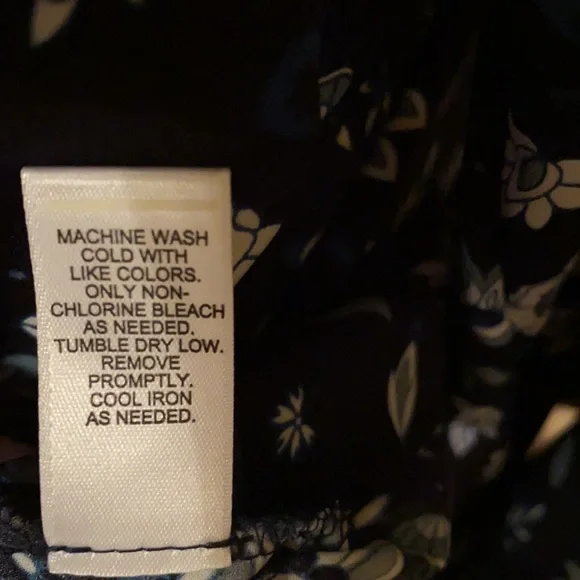 MACHINE WASH
COLD WITH
LIKE COLORS.
ONLY NON-
CHLORINE BLEACH
AS NEEDED.
TUMBLE DRY LOW.
REMOVE
PROMPTLY.
COOL IRON
AS NEEDED.